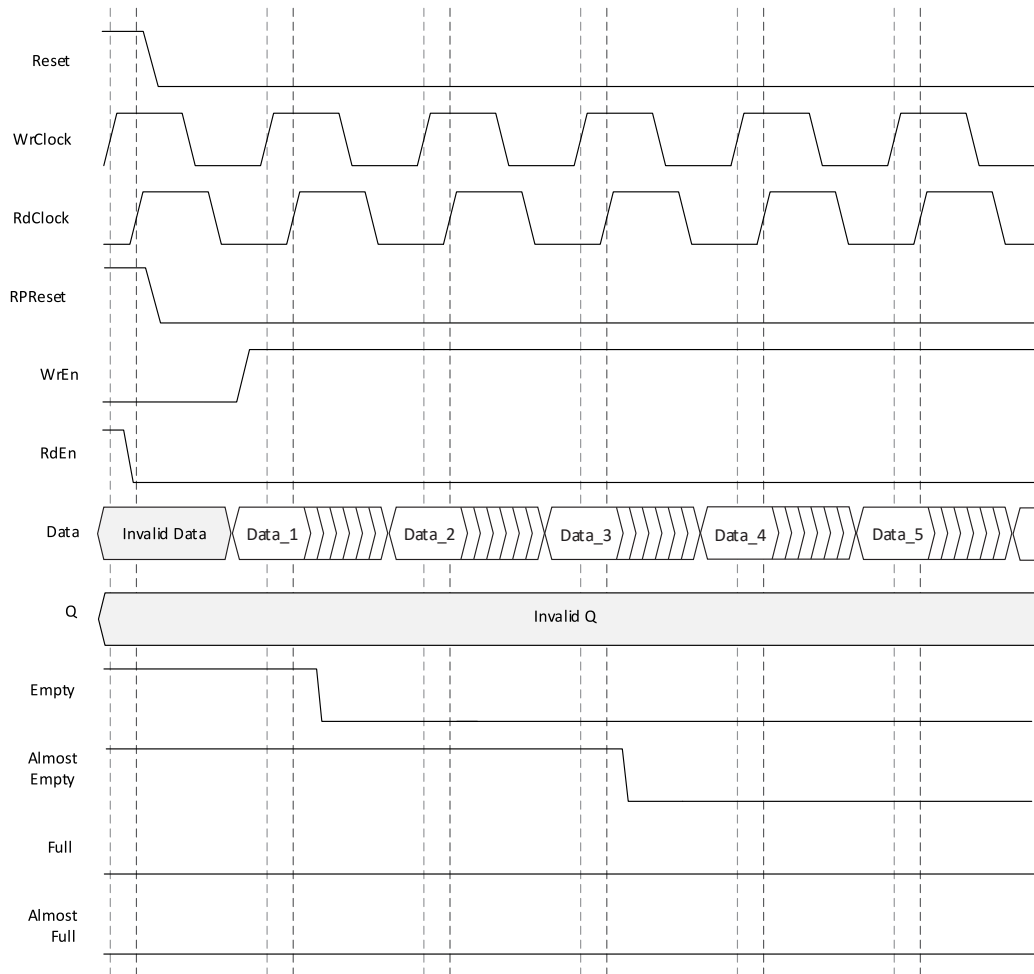 Reset
WrClock
RdClock
RPReset
WrEn
RdEn
Data
Invalid Data
Data_1
Data_2
Data_3
Data_4
Data_5
Q
Invalid Q
Empty
Almost
Empty
Full
Almost
Full